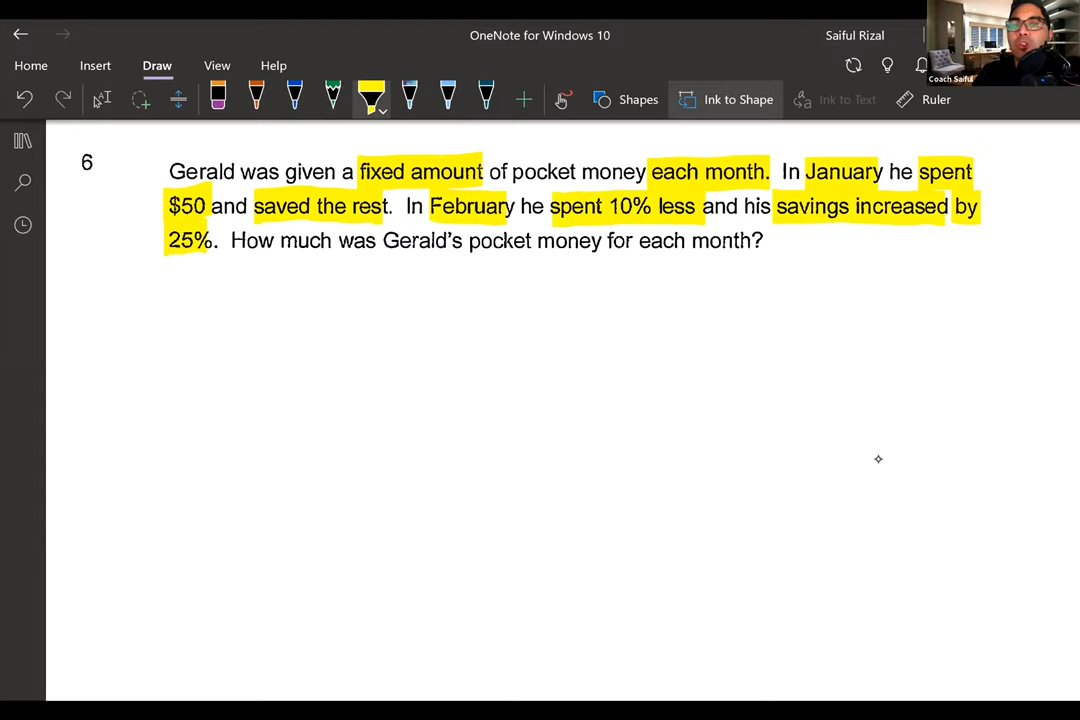 OneNote for Windows 10
Saiful Rizal
Coach Saiful
Home Insert Draw View Help
Shapes Ink to Shape Ink to Text Ruler
6 Gerald was given a fixed amount of pocket money each month. In January he spent
$50 and saved the rest. In February he spent 10% less and his savings increased by
25%. How much was Gerald's pocket money for each month?